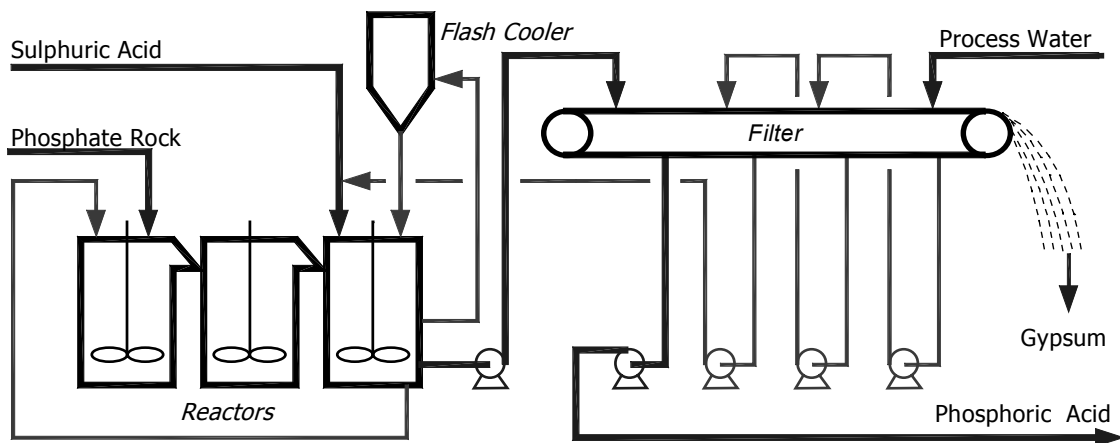 Flash Cooler
Sulphuric Acid
Process Water
Phosphate Rock
Filter
Gypsum
Reactors
Phosphoric Acid